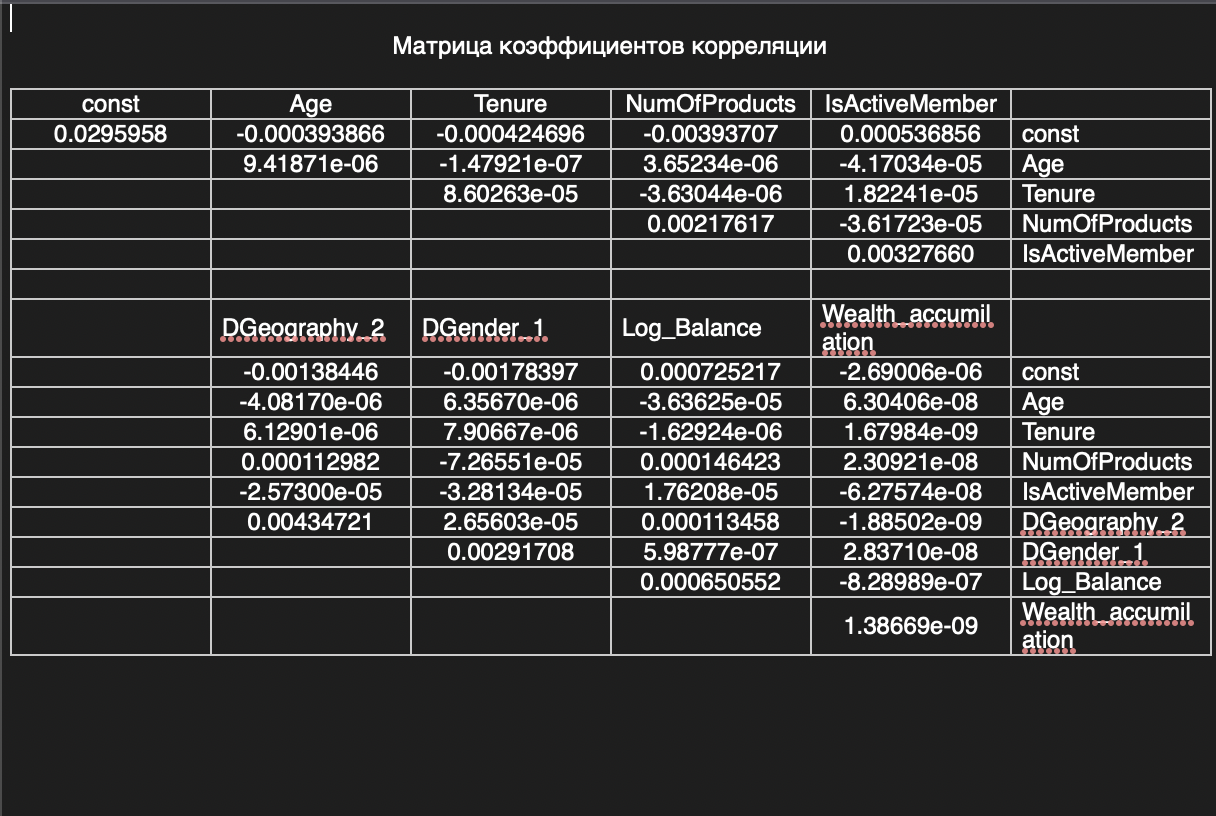 Матрица коэффициентов корреляции
const Age Tenure NumOfProducts IsActiveMember
0.0295958 -0.000393866 -0.000424696 -0.00393707 0.000536856 const
9.41871e-06 -1.47921e-07 3.65234e-06 -4.17034e-05 Age
8.60263e-05 -3.63044e-06 1.82241e-05 Tenure
0.00217617 -3.61723e-05 NumOfProducts
0.00327660 IsActiveMember
DGeography_2 DGender_1 Log_Balance Wealth_accumil
ation
-0.00138446 -0.00178397 0.000725217 -2.69006e-06 const
-4.08170e-06 6.35670e-06 -3.63625e-05 6.30406e-08 Age
6.12901e-06 7.90667e-06 -1.62924e-06 1.67984e-09 Tenure
0.000112982 -7.26551e-05 0.000146423 2.30921e-08 NumOfProducts
-2.57300e-05 -3.28134e-05 1.76208e-05 -6.27574e-08 IsActiveMember
0.00434721 2.65603e-05 0.000113458 -1.88502e-09 DGeography_2
0.00291708 5.98777e-07 2.83710e-08 DGender_1
0.000650552 -8.28989e-07 Log_Balance
1.38669e-09 Wealth_accumil
ation